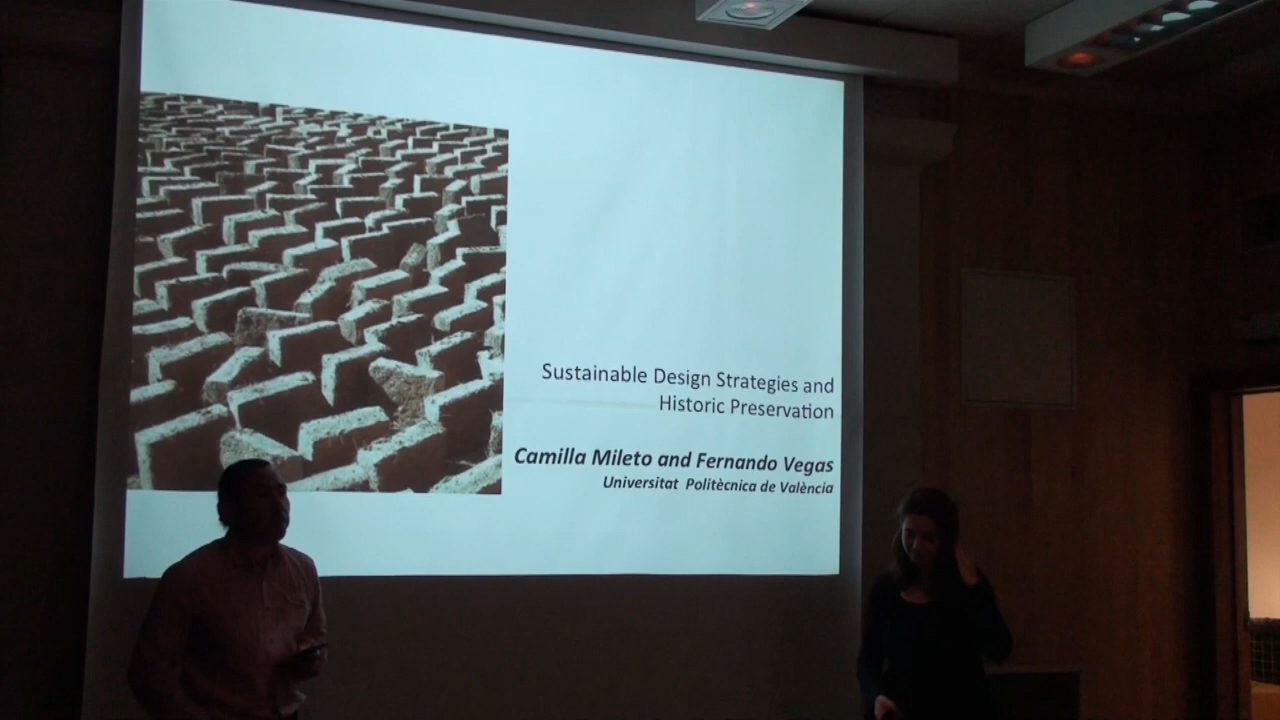 Sustainable Design Strategies and
Historic Preservation
Camilla Mileto and Fernando Vegas
Universitat Politècnica de València